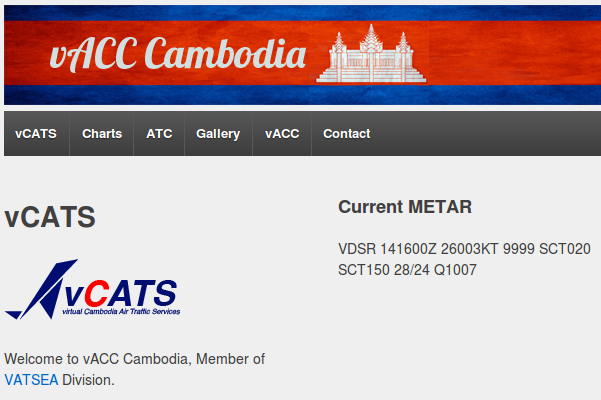 vACC Cambodia
vCATS Charts ATC Gallery vACC Contact
vCATS
vCATS
virtual Cambodia Air Traffic Services
Welcome to vACC Cambodia, Member of
VATSEA Division.
Current METAR
VDSR 141600Z 26003KT 9999 SCT020
SCT150 28/24 Q1007